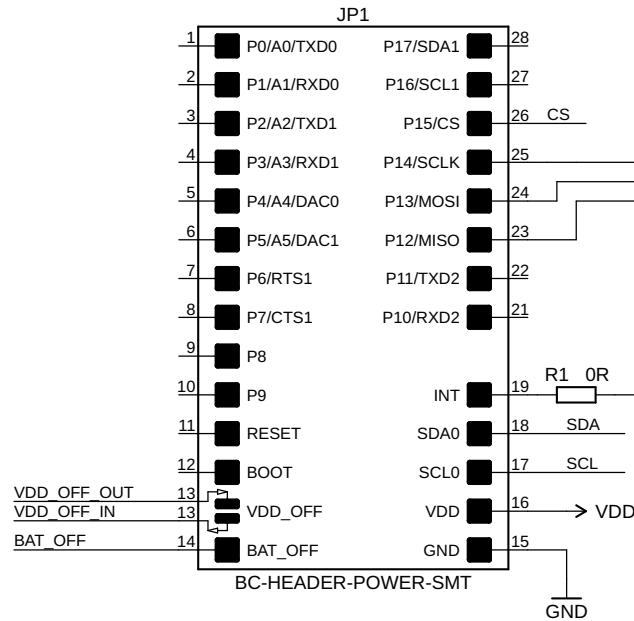 JP1
1 P0/A0/TXD0 P17/SDA1 28
2 P1/A1/RXD0 P16/SCL1 27
3 P2/A2/TXD1 P15/CS 26 CS
4 P3/A3/RXD1 P14/SCLK 25
5 P4/A4/DAC0 P13/MOSI 24
6 P5/A5/DAC1 P12/MISO 23
7 P6/RTS1 P11/TXD2 22
8 P7/CTS1 P10/RXD2 21
9 P8
R1 0R
10 P9 INT 19
11 RESET SDA0 18 SDA
12 BOOT SCL0 17 SCL
VDD_OFF_OUT 13
VDD_OFF_IN 13 VDD_OFF VDD 16 VDD
BAT_OFF 14 BAT_OFF GND 15
BC-HEADER-POWER-SMT
GND